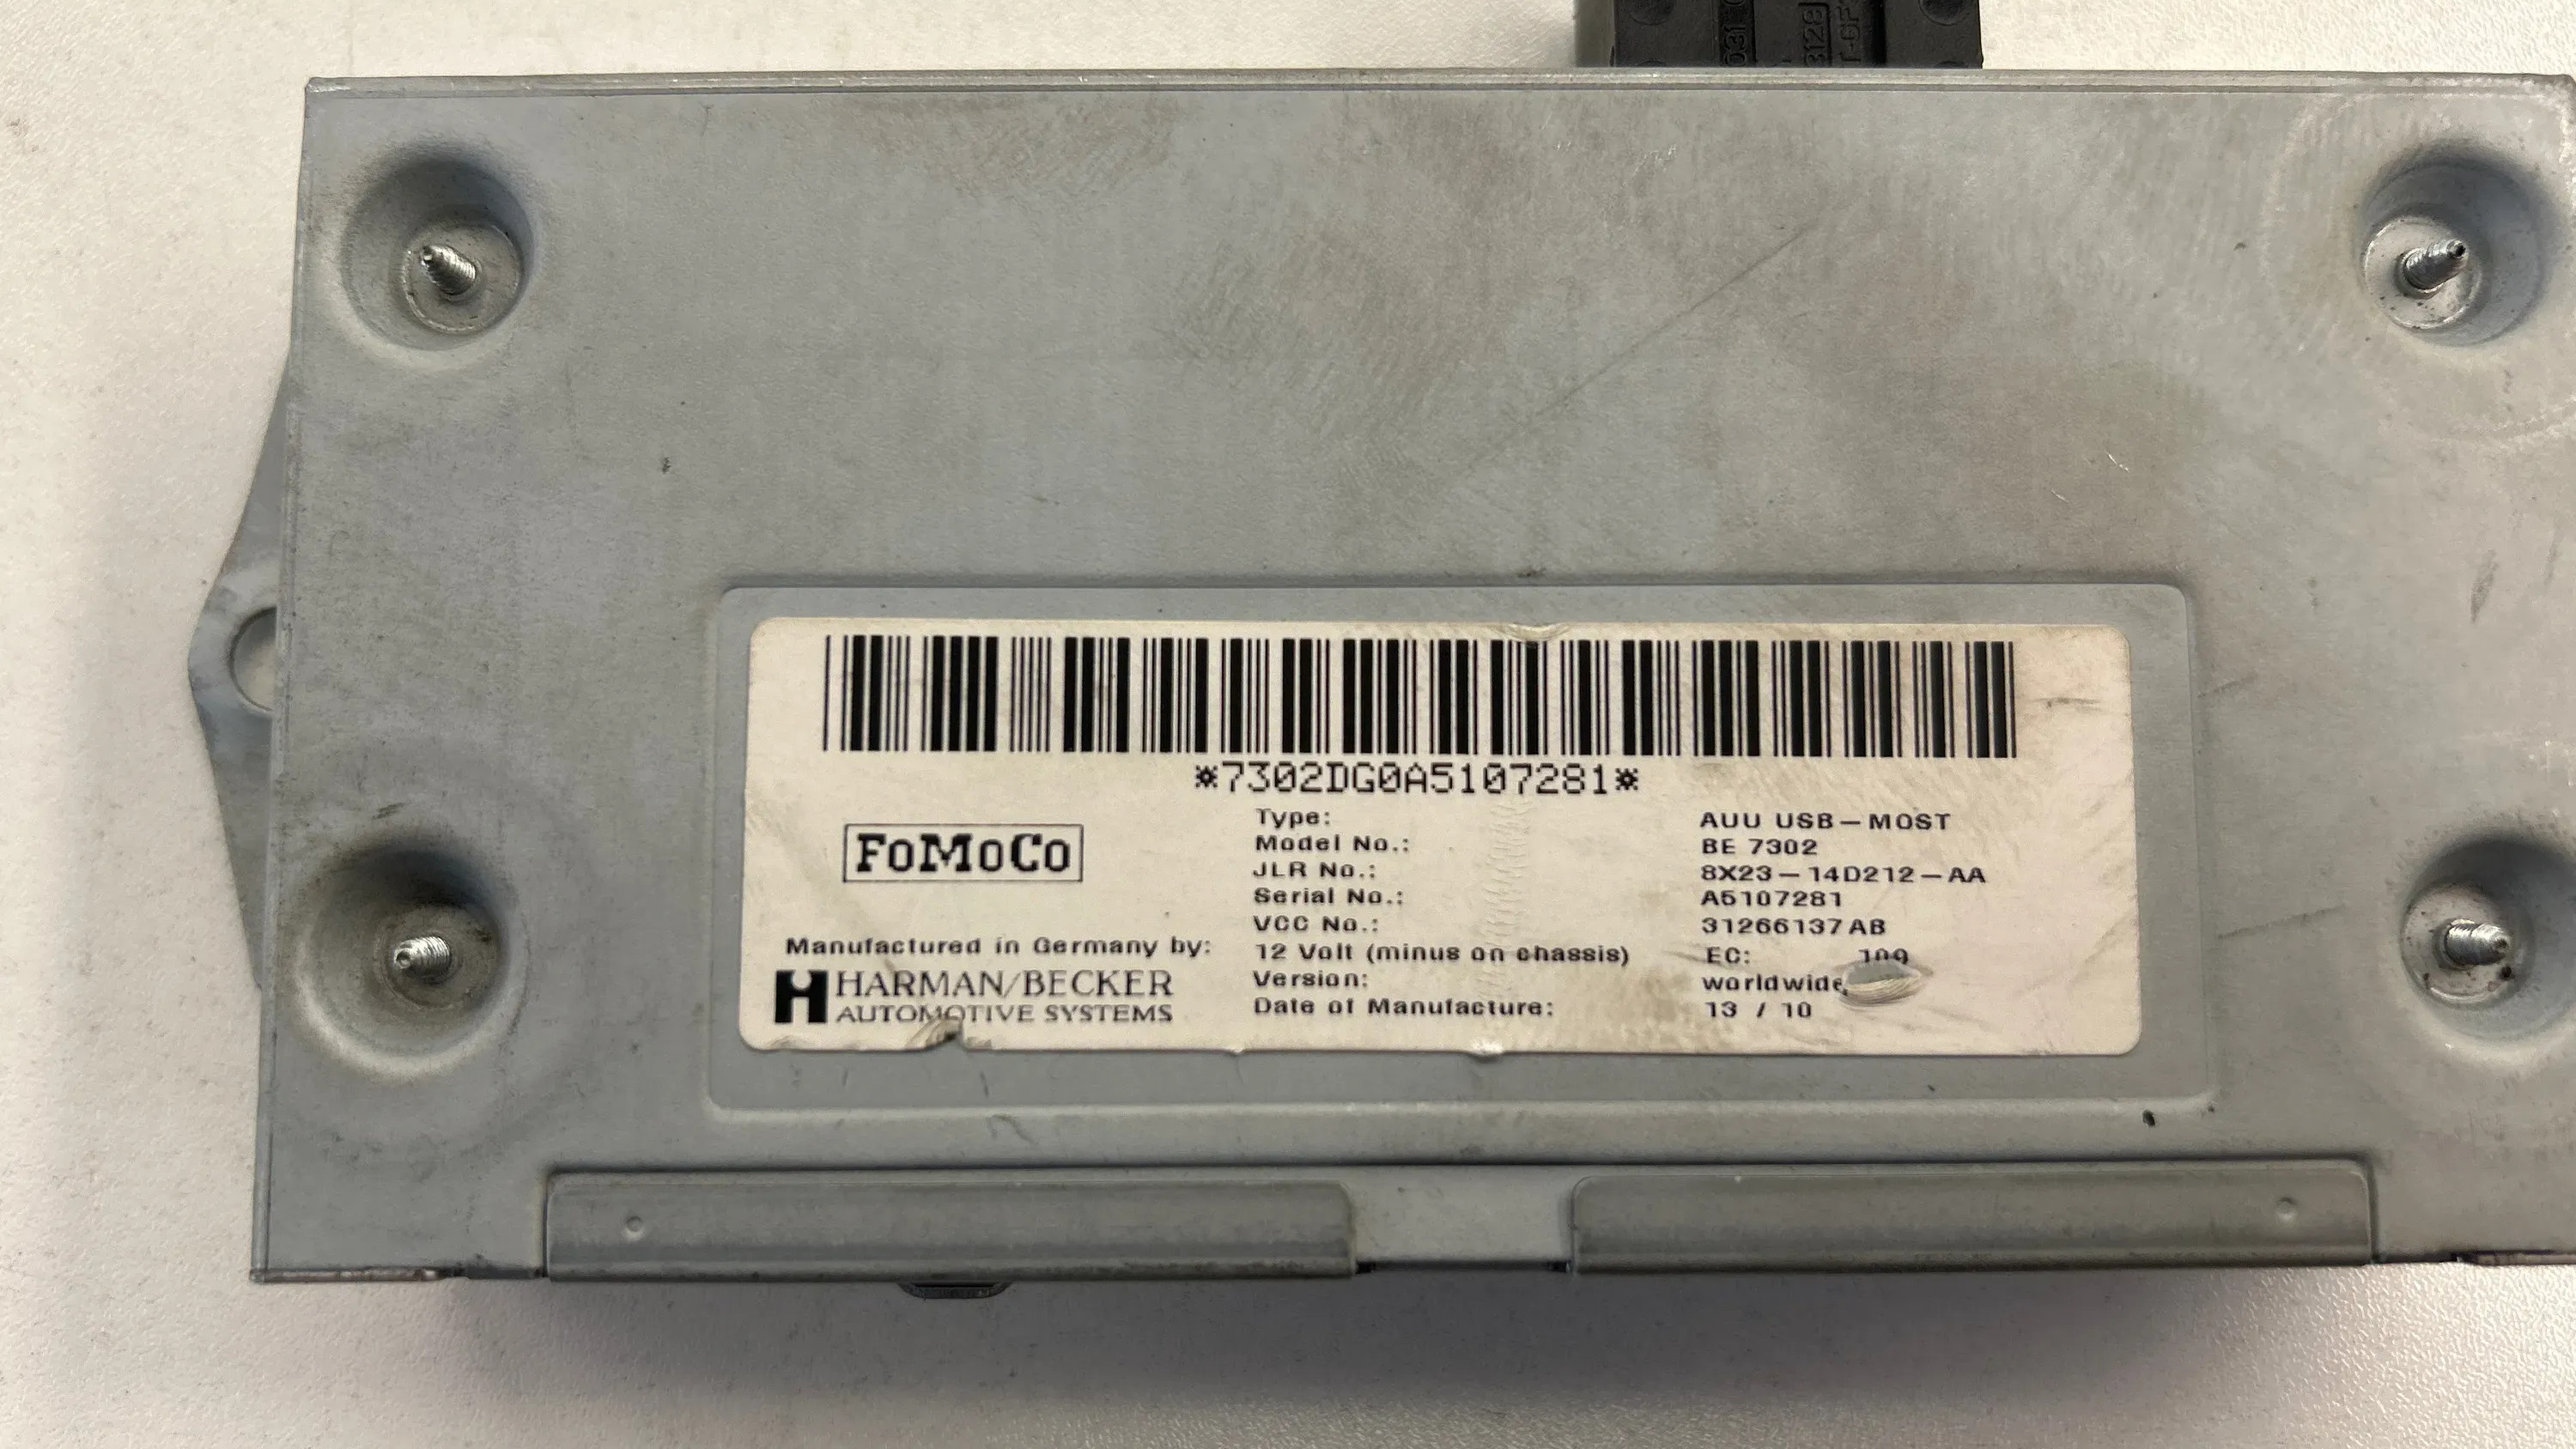 *7302DG0A5107281*
FoMoCo
Manufactured in Germany by:
HARMAN/BECKER
AUTOMOTIVE SYSTEMS
Type: AUU USB-MOST
Model No.: BE 7302
JLR No.: 8X23-14D212-AA
Serial No.: A5107281
VCC No.: 31266137AB
12 Volt (minus on chassis) EC:
Version: worldwide
Date of Manufacture: 13 / 10